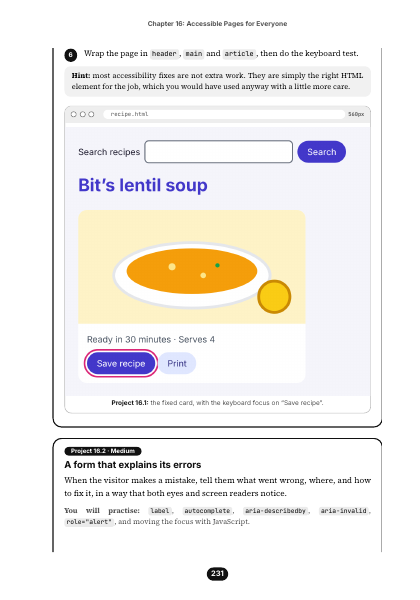 Chapter 16: Accessible Pages for Everyone
6 Wrap the page in header, main and article, then do the keyboard test.
Hint: most accessibility fixes are not extra work. They are simply the right HTML
element for the job, which you would have used anyway with a little more care.
recipe.html 560px
Search recipes Search
Bit's lentil soup
Ready in 30 minutes · Serves 4
Save recipe Print
Project 16.1: the fixed card, with the keyboard focus on "Save recipe".
Project 16.2 · Medium
A form that explains its errors
When the visitor makes a mistake, tell them what went wrong, where, and how
to fix it, in a way that both eyes and screen readers notice.
You will practise: label, autocomplete, aria-describedby, aria-invalid,
role="alert", and moving the focus with JavaScript.
231